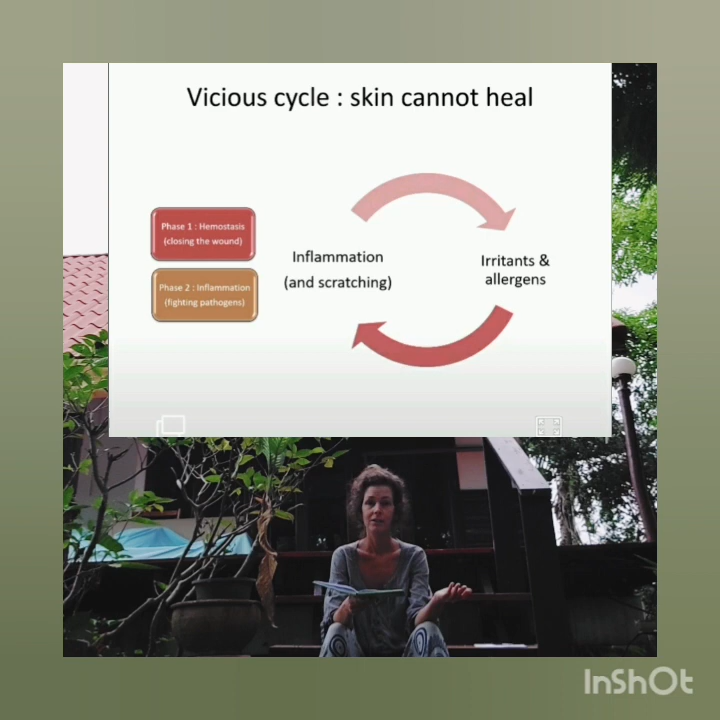 Vicious cycle : skin cannot heal
Phase 1 : Hemostasis
(closing the wound)
Phase 2 : Inflammation
(fighting pathogens)
Inflammation
(and scratching)
Irritants &
allergens
InShOt